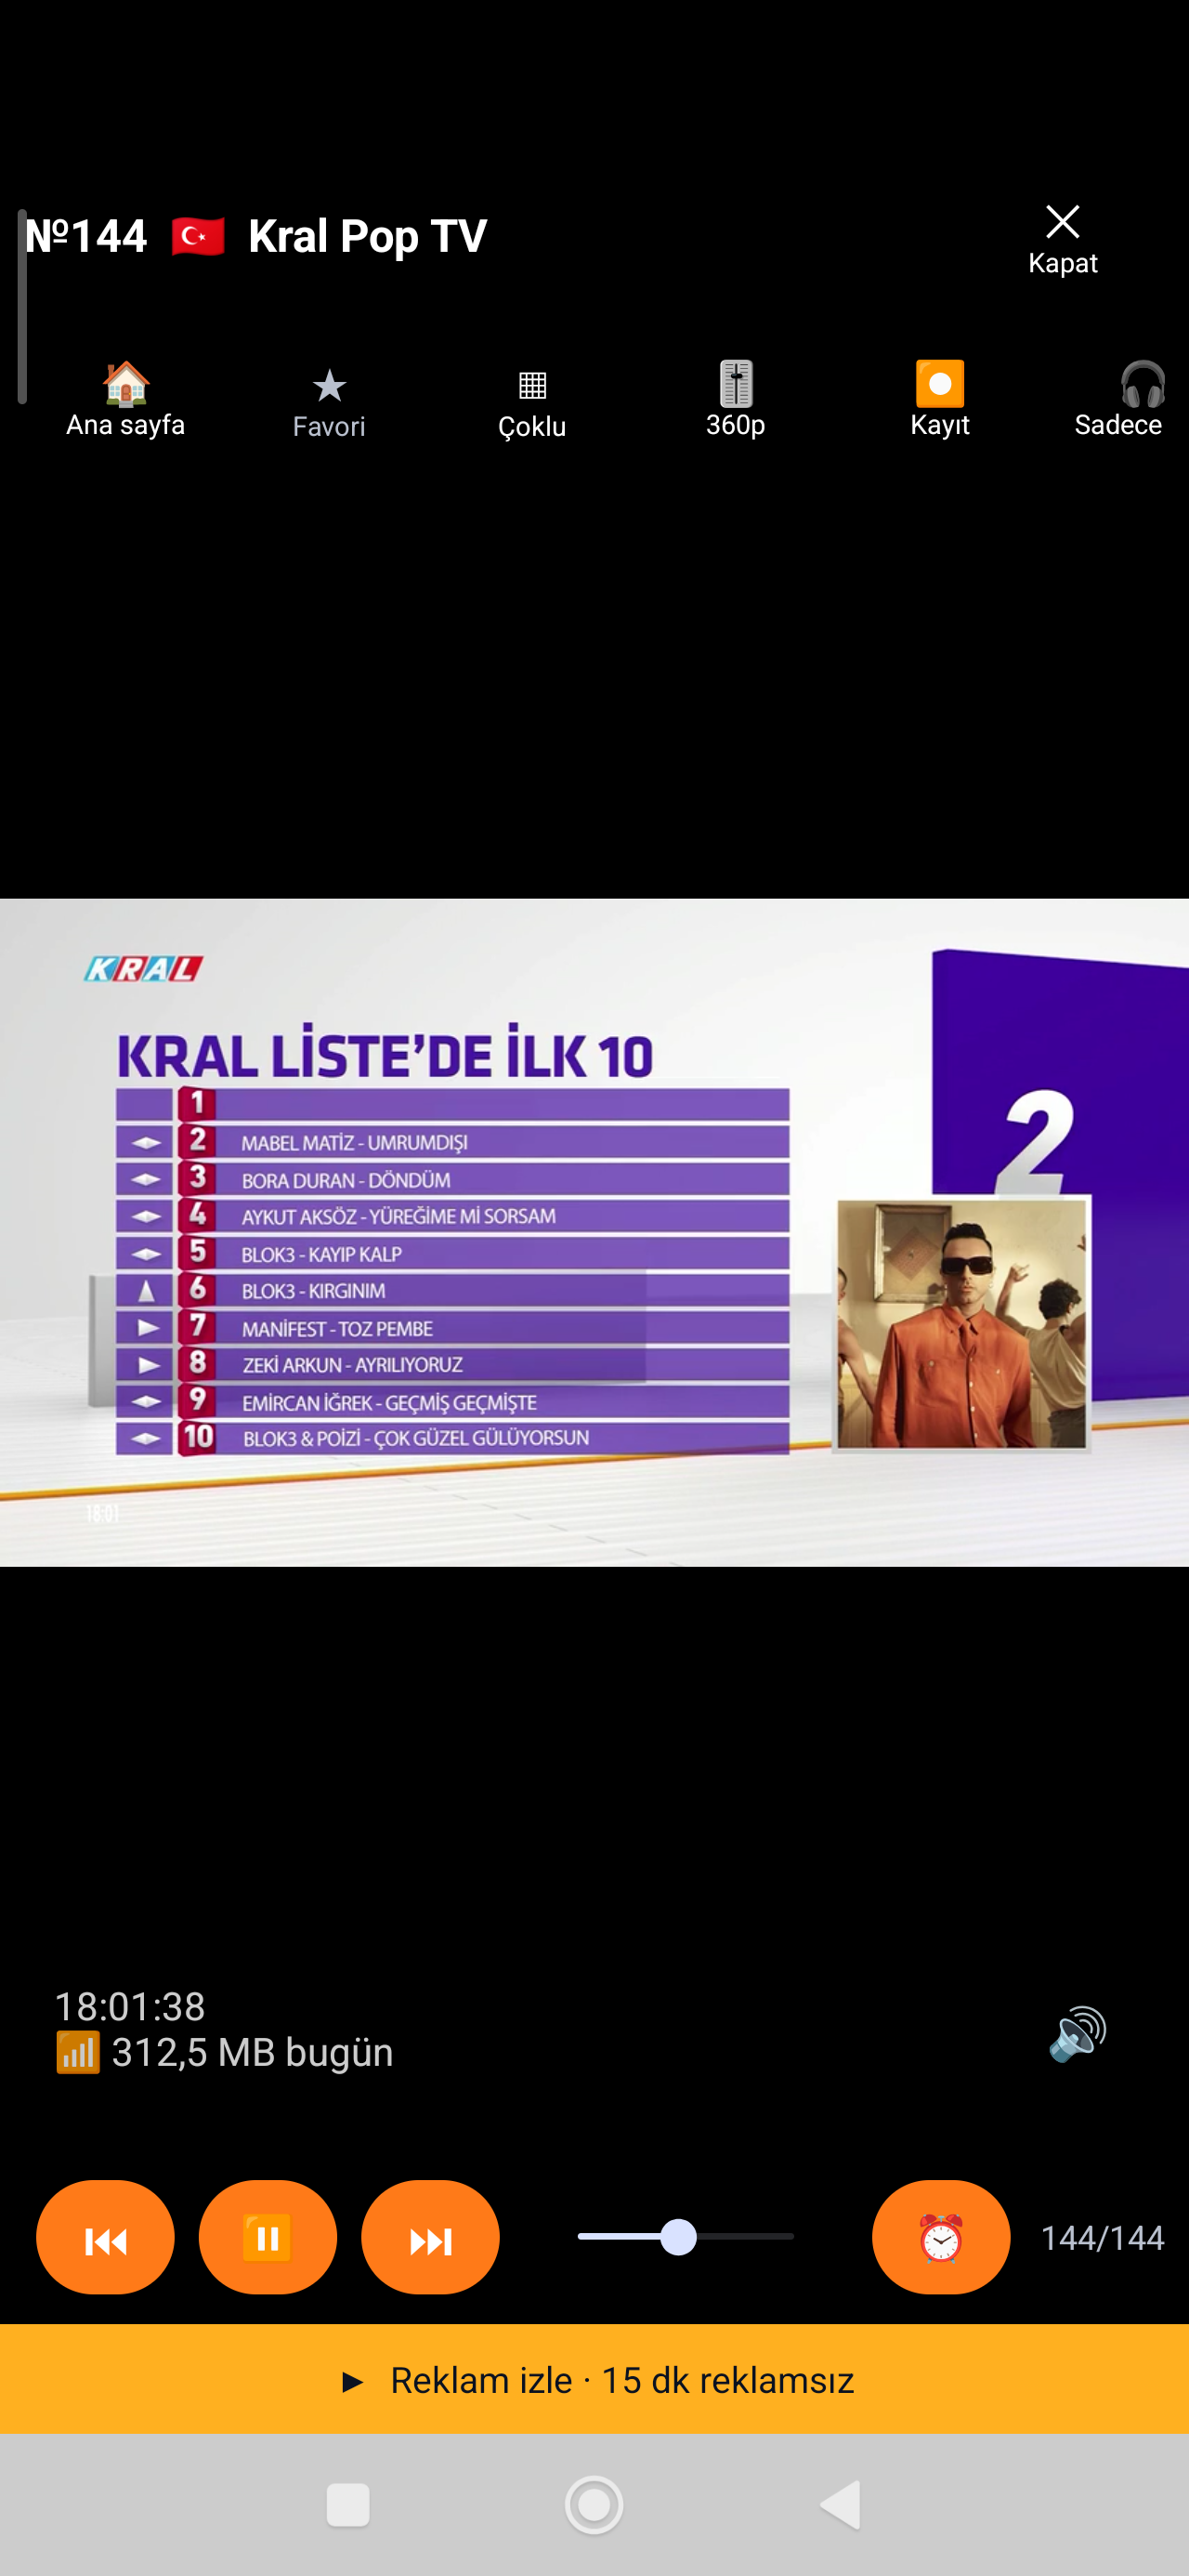 №144 🇹🇷 Kral Pop TV
Kapat
Ana sayfa
Favori
Çoklu
360p
Kayıt
Sadece
KRAL
KRAL LİSTE’DE İLK 10
1
2 MABEL MATİZ - UMRUMDIŞI
3 BORA DURAN - DÖNDÜM
4 AYKUT AKSÖZ - YÜREĞİME Mİ SORSAM
5 BLOK3 - KAYIP KALP
6 BLOK3 - KIRGINIM
7 MANİFEST - TOZ PEMBE
8 ZEKİ ARKUN - AYRILIYORUZ
9 EMİRCAN İĞREK - GEÇMİŞ GEÇMİŞTE
10 BLOK3 & POİZİ - ÇOK GÜZEL GÜLÜYORSUN
2
18:01
18:01:38
312,5 MB bugün
144/144
Reklam izle · 15 dk reklamsız